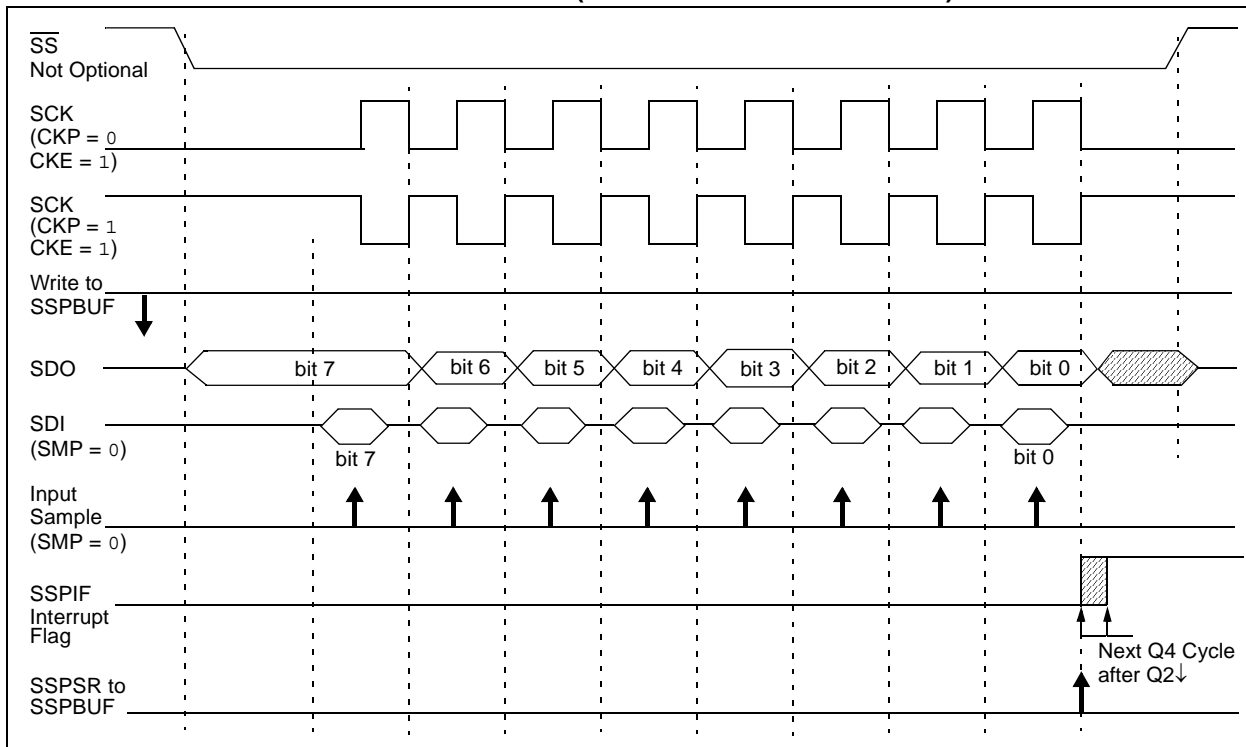 SS
Not Optional
SCK
(CKP = 0
CKE = 1)
SCK
(CKP = 1
CKE = 1)
Write to
SSPBUF
SDO
bit 7 bit 6 bit 5 bit 4 bit 3 bit 2 bit 1 bit 0
SDI
(SMP = 0)
bit 7 bit 0
Input
Sample
(SMP = 0)
SSPIF
Interrupt
Flag
Next Q4 Cycle
after Q2↓
SSPSR to
SSPBUF